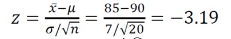 z = (x̄−μ)/(σ/√n) = (85−90)/(7/√20) = −3.19